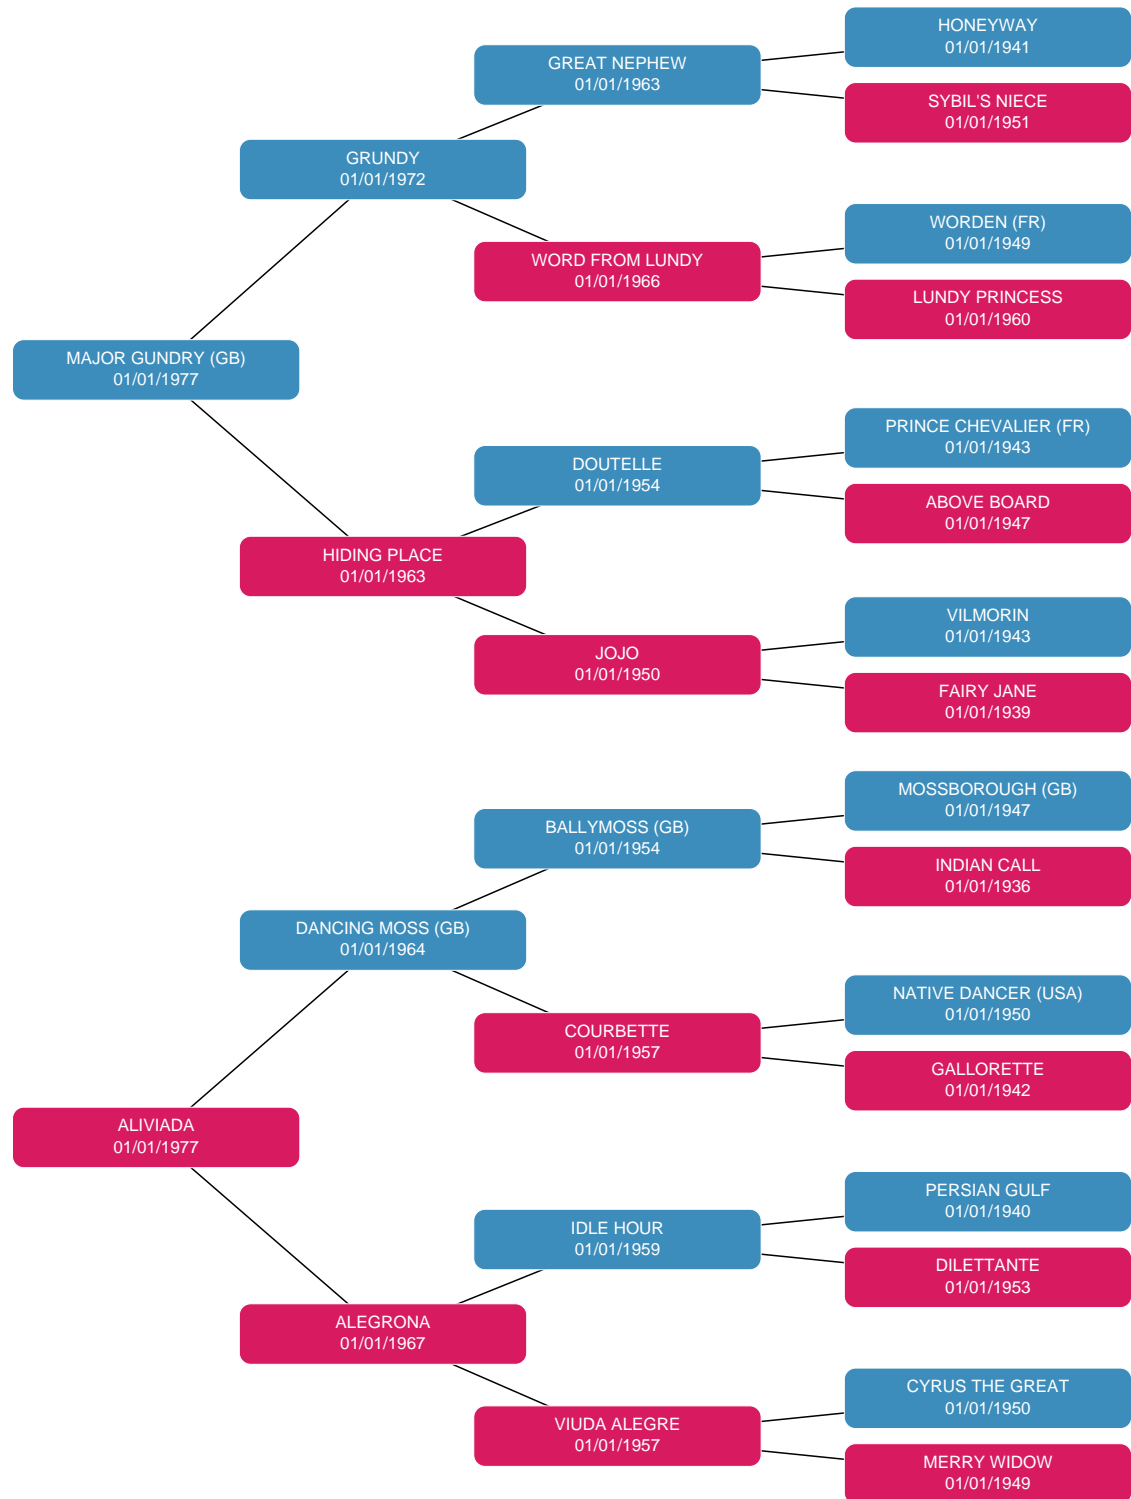 HONEYWAY
01/01/1941
GREAT NEPHEW
01/01/1963
SYBIL'S NIECE
01/01/1951
GRUNDY
01/01/1972
WORDEN (FR)
01/01/1949
WORD FROM LUNDY
01/01/1966
LUNDY PRINCESS
01/01/1960
MAJOR GUNDRY (GB)
01/01/1977
PRINCE CHEVALIER (FR)
01/01/1943
DOUTELLE
01/01/1954
ABOVE BOARD
01/01/1947
HIDING PLACE
01/01/1963
VILMORIN
01/01/1943
JOJO
01/01/1950
FAIRY JANE
01/01/1939
MOSSBOROUGH (GB)
01/01/1947
BALLYMOSS (GB)
01/01/1954
INDIAN CALL
01/01/1936
DANCING MOSS (GB)
01/01/1964
NATIVE DANCER (USA)
01/01/1950
COURBETTE
01/01/1957
GALLORETTE
01/01/1942
ALIVIADA
01/01/1977
PERSIAN GULF
01/01/1940
IDLE HOUR
01/01/1959
DILETTANTE
01/01/1953
ALEGRONA
01/01/1967
CYRUS THE GREAT
01/01/1950
VIUDA ALEGRE
01/01/1957
MERRY WIDOW
01/01/1949